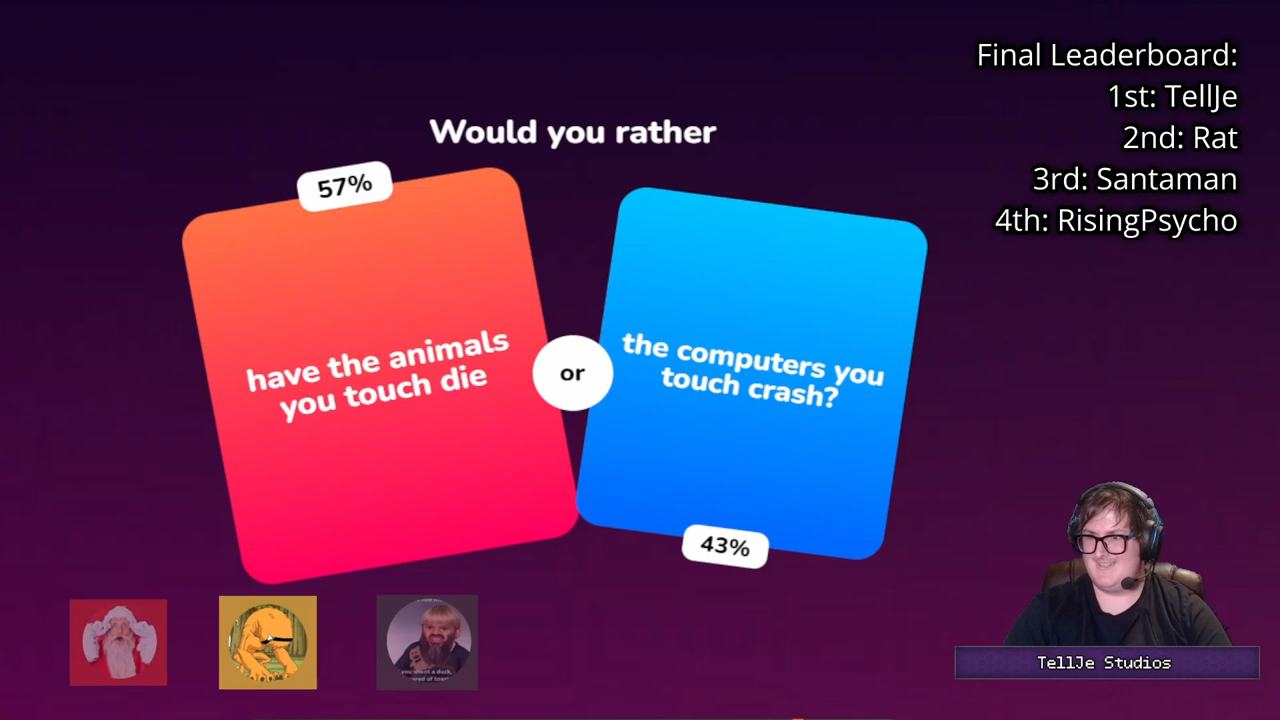 Final Leaderboard:
1st: TellJe
2nd: Rat
3rd: Santaman
4th: RisingPsycho
Would you rather
57%
have the animals
you touch die
or
the computers you
touch crash?
43%
TellJe Studios